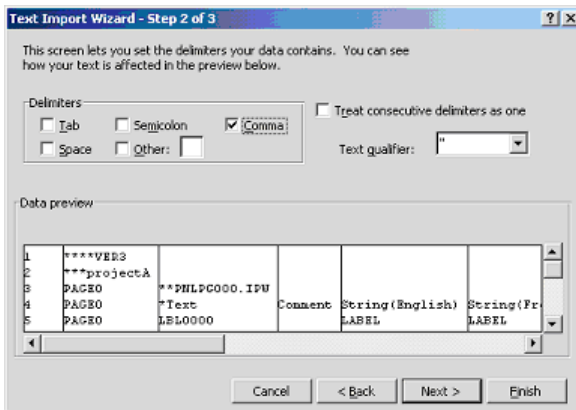 Text Import Wizard - Step 2 of 3
This screen lets you set the delimiters your data contains. You can see
how your text is affected in the preview below.
Delimiters
Tab Semicolon Comma
Space Other:
Treat consecutive delimiters as one
Text qualifier: "
Data preview
1 ****VER3
2 ***projectA
3 PAGE0 **PNLPG000.IPW
4 PAGE0 *Text Comment String(English) String(Fr
5 PAGE0 LBL0000 LABEL LABEL
Cancel < Back Next > Finish